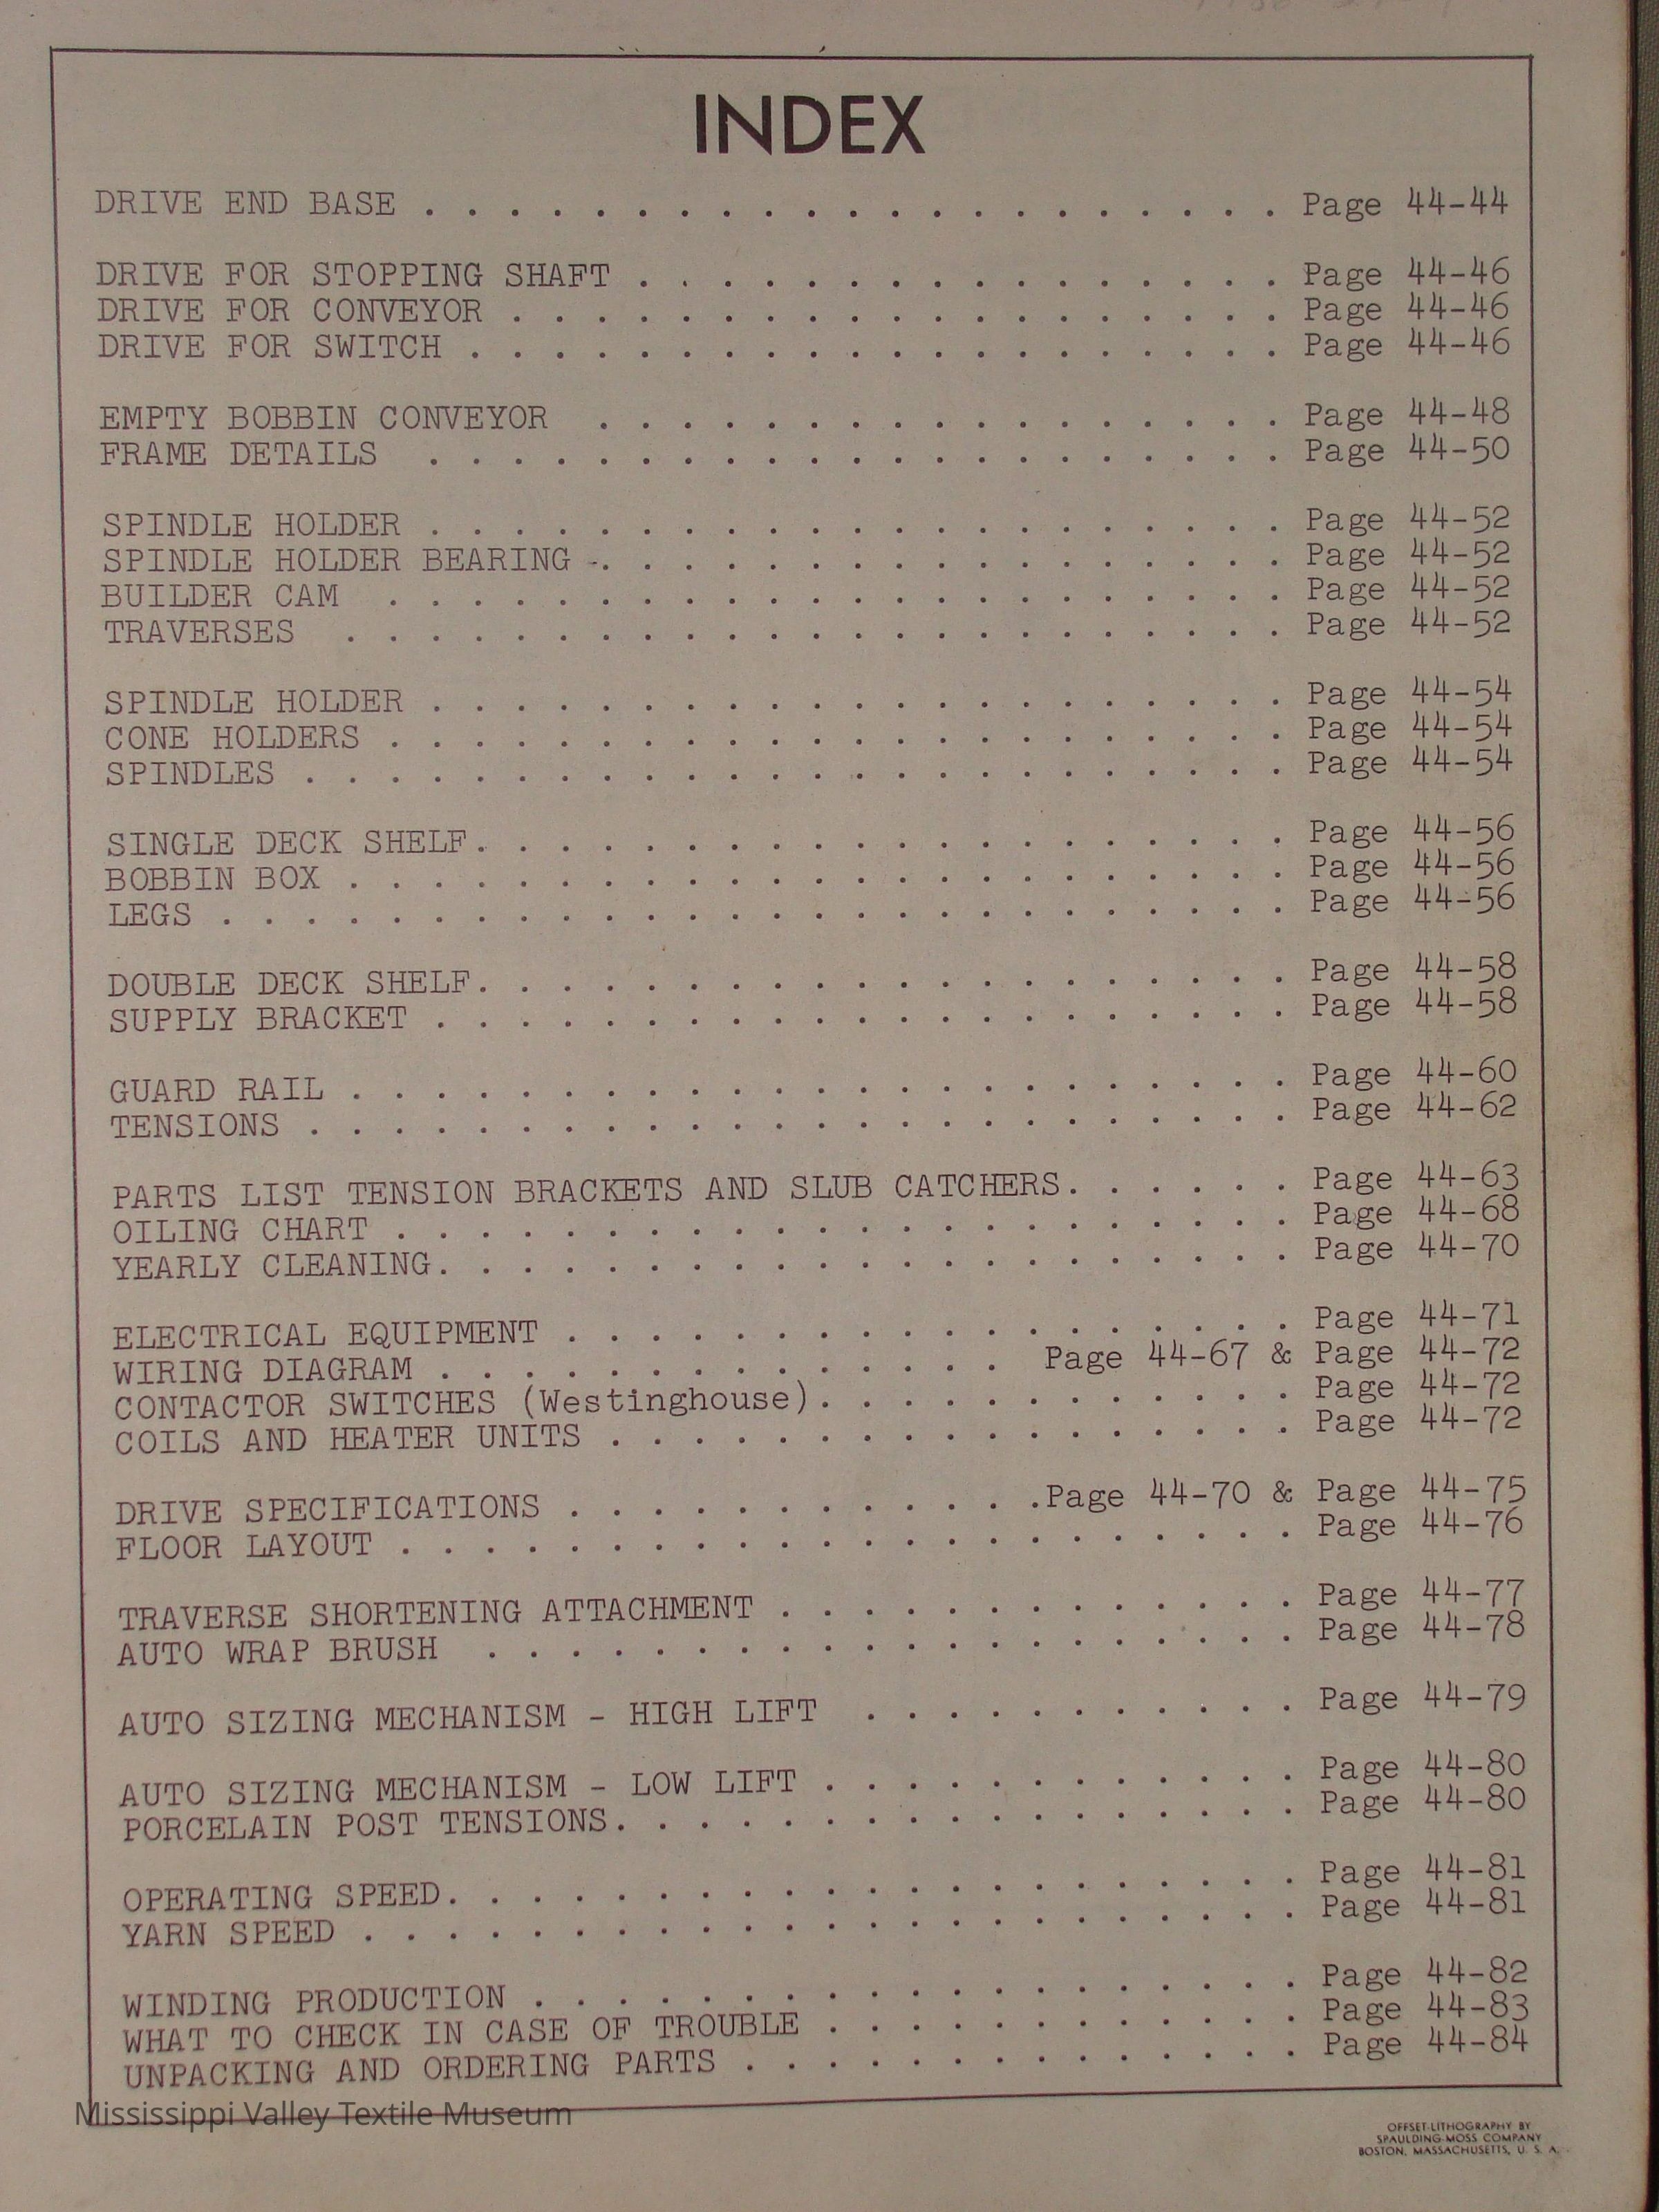 INDEX
DRIVE END BASE . . . . . . . . . . . . . . . . . . . . . Page 44-44
DRIVE FOR STOPPING SHAFT . . . . . . . . . . . . . . . . Page 44-46
DRIVE FOR CONVEYOR . . . . . . . . . . . . . . . . . . . Page 44-46
DRIVE FOR SWITCH . . . . . . . . . . . . . . . . . . . . Page 44-46
EMPTY BOBBIN CONVEYOR . . . . . . . . . . . . . . . . . Page 44-48
FRAME DETAILS . . . . . . . . . . . . . . . . . . . . . Page 44-50
SPINDLE HOLDER . . . . . . . . . . . . . . . . . . . . . Page 44-52
SPINDLE HOLDER BEARING -. . . . . . . . . . . . . . . . . Page 44-52
BUILDER CAM . . . . . . . . . . . . . . . . . . . . . . Page 44-52
TRAVERSES . . . . . . . . . . . . . . . . . . . . . . . Page 44-52
SPINDLE HOLDER . . . . . . . . . . . . . . . . . . . . . Page 44-54
CONE HOLDERS . . . . . . . . . . . . . . . . . . . . . . Page 44-54
SPINDLES . . . . . . . . . . . . . . . . . . . . . . . . Page 44-54
SINGLE DECK SHELF. . . . . . . . . . . . . . . . . . . . Page 44-56
BOBBIN BOX . . . . . . . . . . . . . . . . . . . . . . . Page 44-56
LEGS . . . . . . . . . . . . . . . . . . . . . . . . . . Page 44-56
DOUBLE DECK SHELF. . . . . . . . . . . . . . . . . . . . Page 44-58
SUPPLY BRACKET . . . . . . . . . . . . . . . . . . . . . Page 44-58
GUARD RAIL . . . . . . . . . . . . . . . . . . . . . . . Page 44-60
TENSIONS . . . . . . . . . . . . . . . . . . . . . . . . Page 44-62
PARTS LIST TENSION BRACKETS AND SLUB CATCHERS. . . . . . Page 44-63
OILING CHART . . . . . . . . . . . . . . . . . . . . . . Page 44-68
YEARLY CLEANING. . . . . . . . . . . . . . . . . . . . . Page 44-70
ELECTRICAL EQUIPMENT . . . . . . . . . . . . . . . . . . Page 44-71
WIRING DIAGRAM . . . . . . . . . . . . . . Page 44-67 & Page 44-72
CONTACTOR SWITCHES (Westinghouse). . . . . . . . . . . . Page 44-72
COILS AND HEATER UNITS . . . . . . . . . . . . . . . . . Page 44-72
DRIVE SPECIFICATIONS . . . . . . . . . . . .Page 44-70 & Page 44-75
FLOOR LAYOUT . . . . . . . . . . . . . . . . . . . . . . Page 44-76
TRAVERSE SHORTENING ATTACHMENT . . . . . . . . . . . . . Page 44-77
AUTO WRAP BRUSH . . . . . . . . . . . . . . . . . . . . Page 44-78
AUTO SIZING MECHANISM - HIGH LIFT . . . . . . . . . . . Page 44-79
AUTO SIZING MECHANISM - LOW LIFT . . . . . . . . . . . . Page 44-80
PORCELAIN POST TENSIONS. . . . . . . . . . . . . . . . . Page 44-80
OPERATING SPEED. . . . . . . . . . . . . . . . . . . . . Page 44-81
YARN SPEED . . . . . . . . . . . . . . . . . . . . . . . Page 44-81
WINDING PRODUCTION . . . . . . . . . . . . . . . . . . . Page 44-82
WHAT TO CHECK IN CASE OF TROUBLE . . . . . . . . . . . . Page 44-83
UNPACKING AND ORDERING PARTS . . . . . . . . . . . . . . Page 44-84
Mississippi Valley Textile Museum
OFFSET-LITHOGRAPHY BY
SPAULDING-MOSS COMPANY
BOSTON, MASSACHUSETTS, U. S. A.